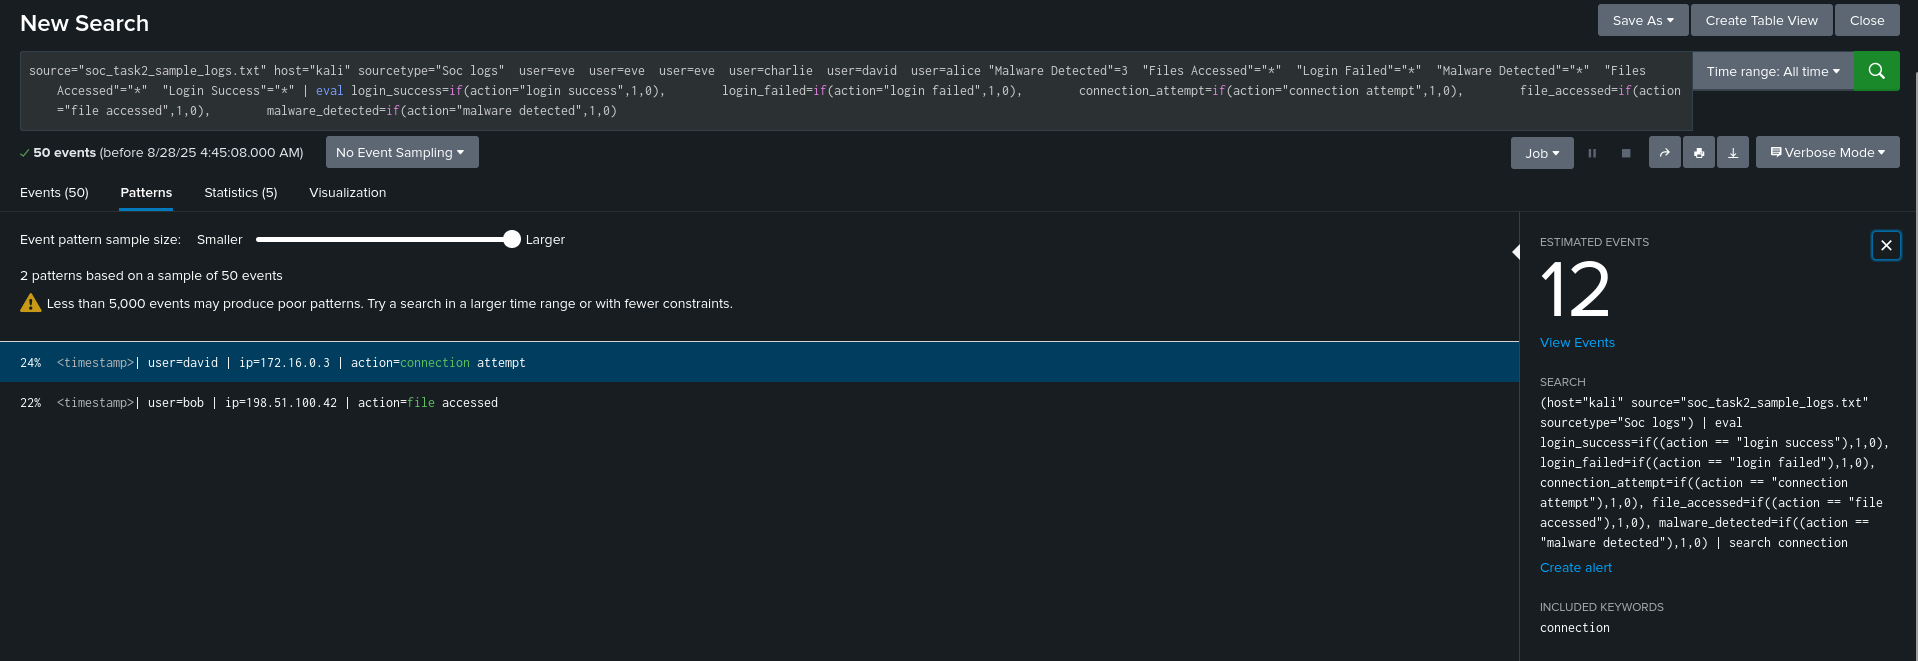 New Search
Save As
Create Table View
Close
source="soc_task2_sample_logs.txt" host="kali" sourcetype="Soc logs"  user=eve  user=eve  user=eve  user=charlie  user=david  user=alice "Malware Detected"=3  "Files Accessed"="*"  "Login Failed"="*"  "Malware Detected"="*"  "Files
Accessed"="*"  "Login Success"="*" | eval login_success=if(action="login success",1,0),        login_failed=if(action="login failed",1,0),        connection_attempt=if(action="connection attempt",1,0),        file_accessed=if(action
="file accessed",1,0),        malware_detected=if(action="malware detected",1,0)
Time range: All time
50 events (before 8/28/25 4:45:08.000 AM)
No Event Sampling
Job
Verbose Mode
Events (50)
Patterns
Statistics (5)
Visualization
Event pattern sample size:
Smaller
Larger
2 patterns based on a sample of 50 events
Less than 5,000 events may produce poor patterns. Try a search in a larger time range or with fewer constraints.
24% <timestamp>| user=david | ip=172.16.0.3 | action=connection attempt
22% <timestamp>| user=bob | ip=198.51.100.42 | action=file accessed
ESTIMATED EVENTS
12
View Events
SEARCH
(host="kali" source="soc_task2_sample_logs.txt"
sourcetype="Soc logs") | eval
login_success=if((action == "login success"),1,0),
login_failed=if((action == "login failed"),1,0),
connection_attempt=if((action == "connection
attempt"),1,0), file_accessed=if((action == "file
accessed"),1,0), malware_detected=if((action ==
"malware detected"),1,0) | search connection
Create alert
INCLUDED KEYWORDS
connection